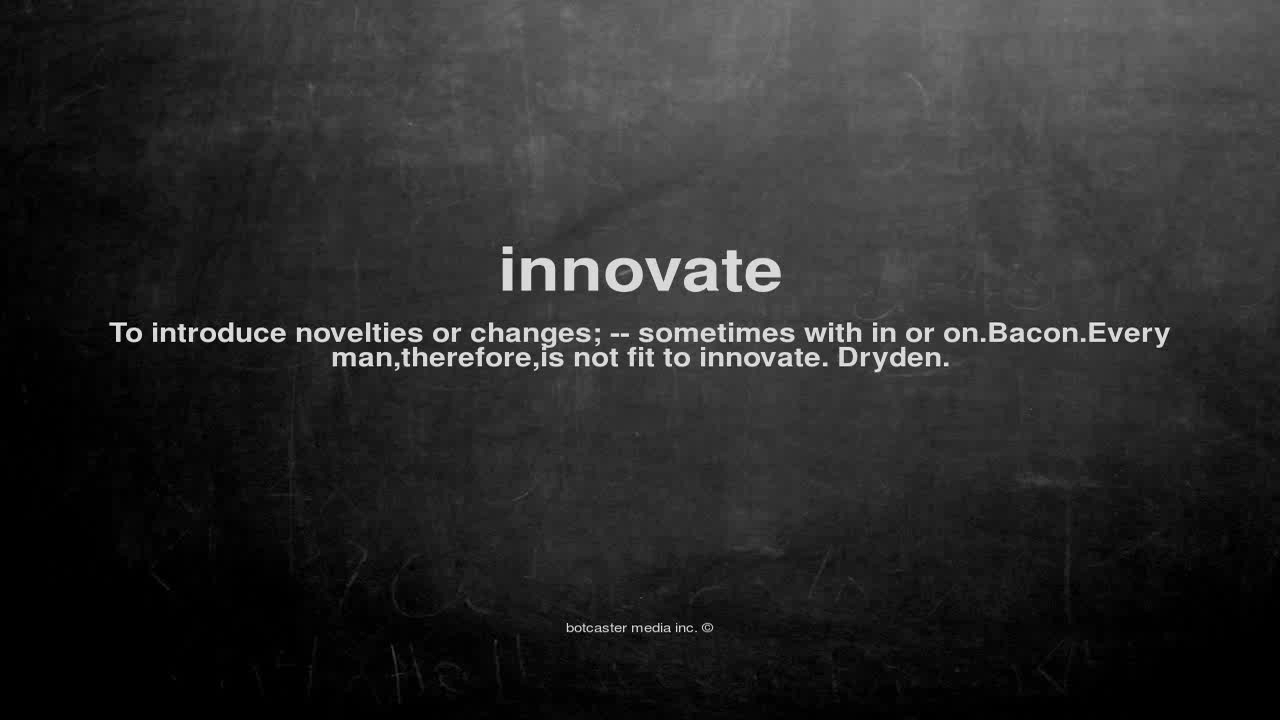 innovate
To introduce novelties or changes; -- sometimes with in or on.Bacon.Every
man,therefore,is not fit to innovate. Dryden.
botcaster media inc. ©